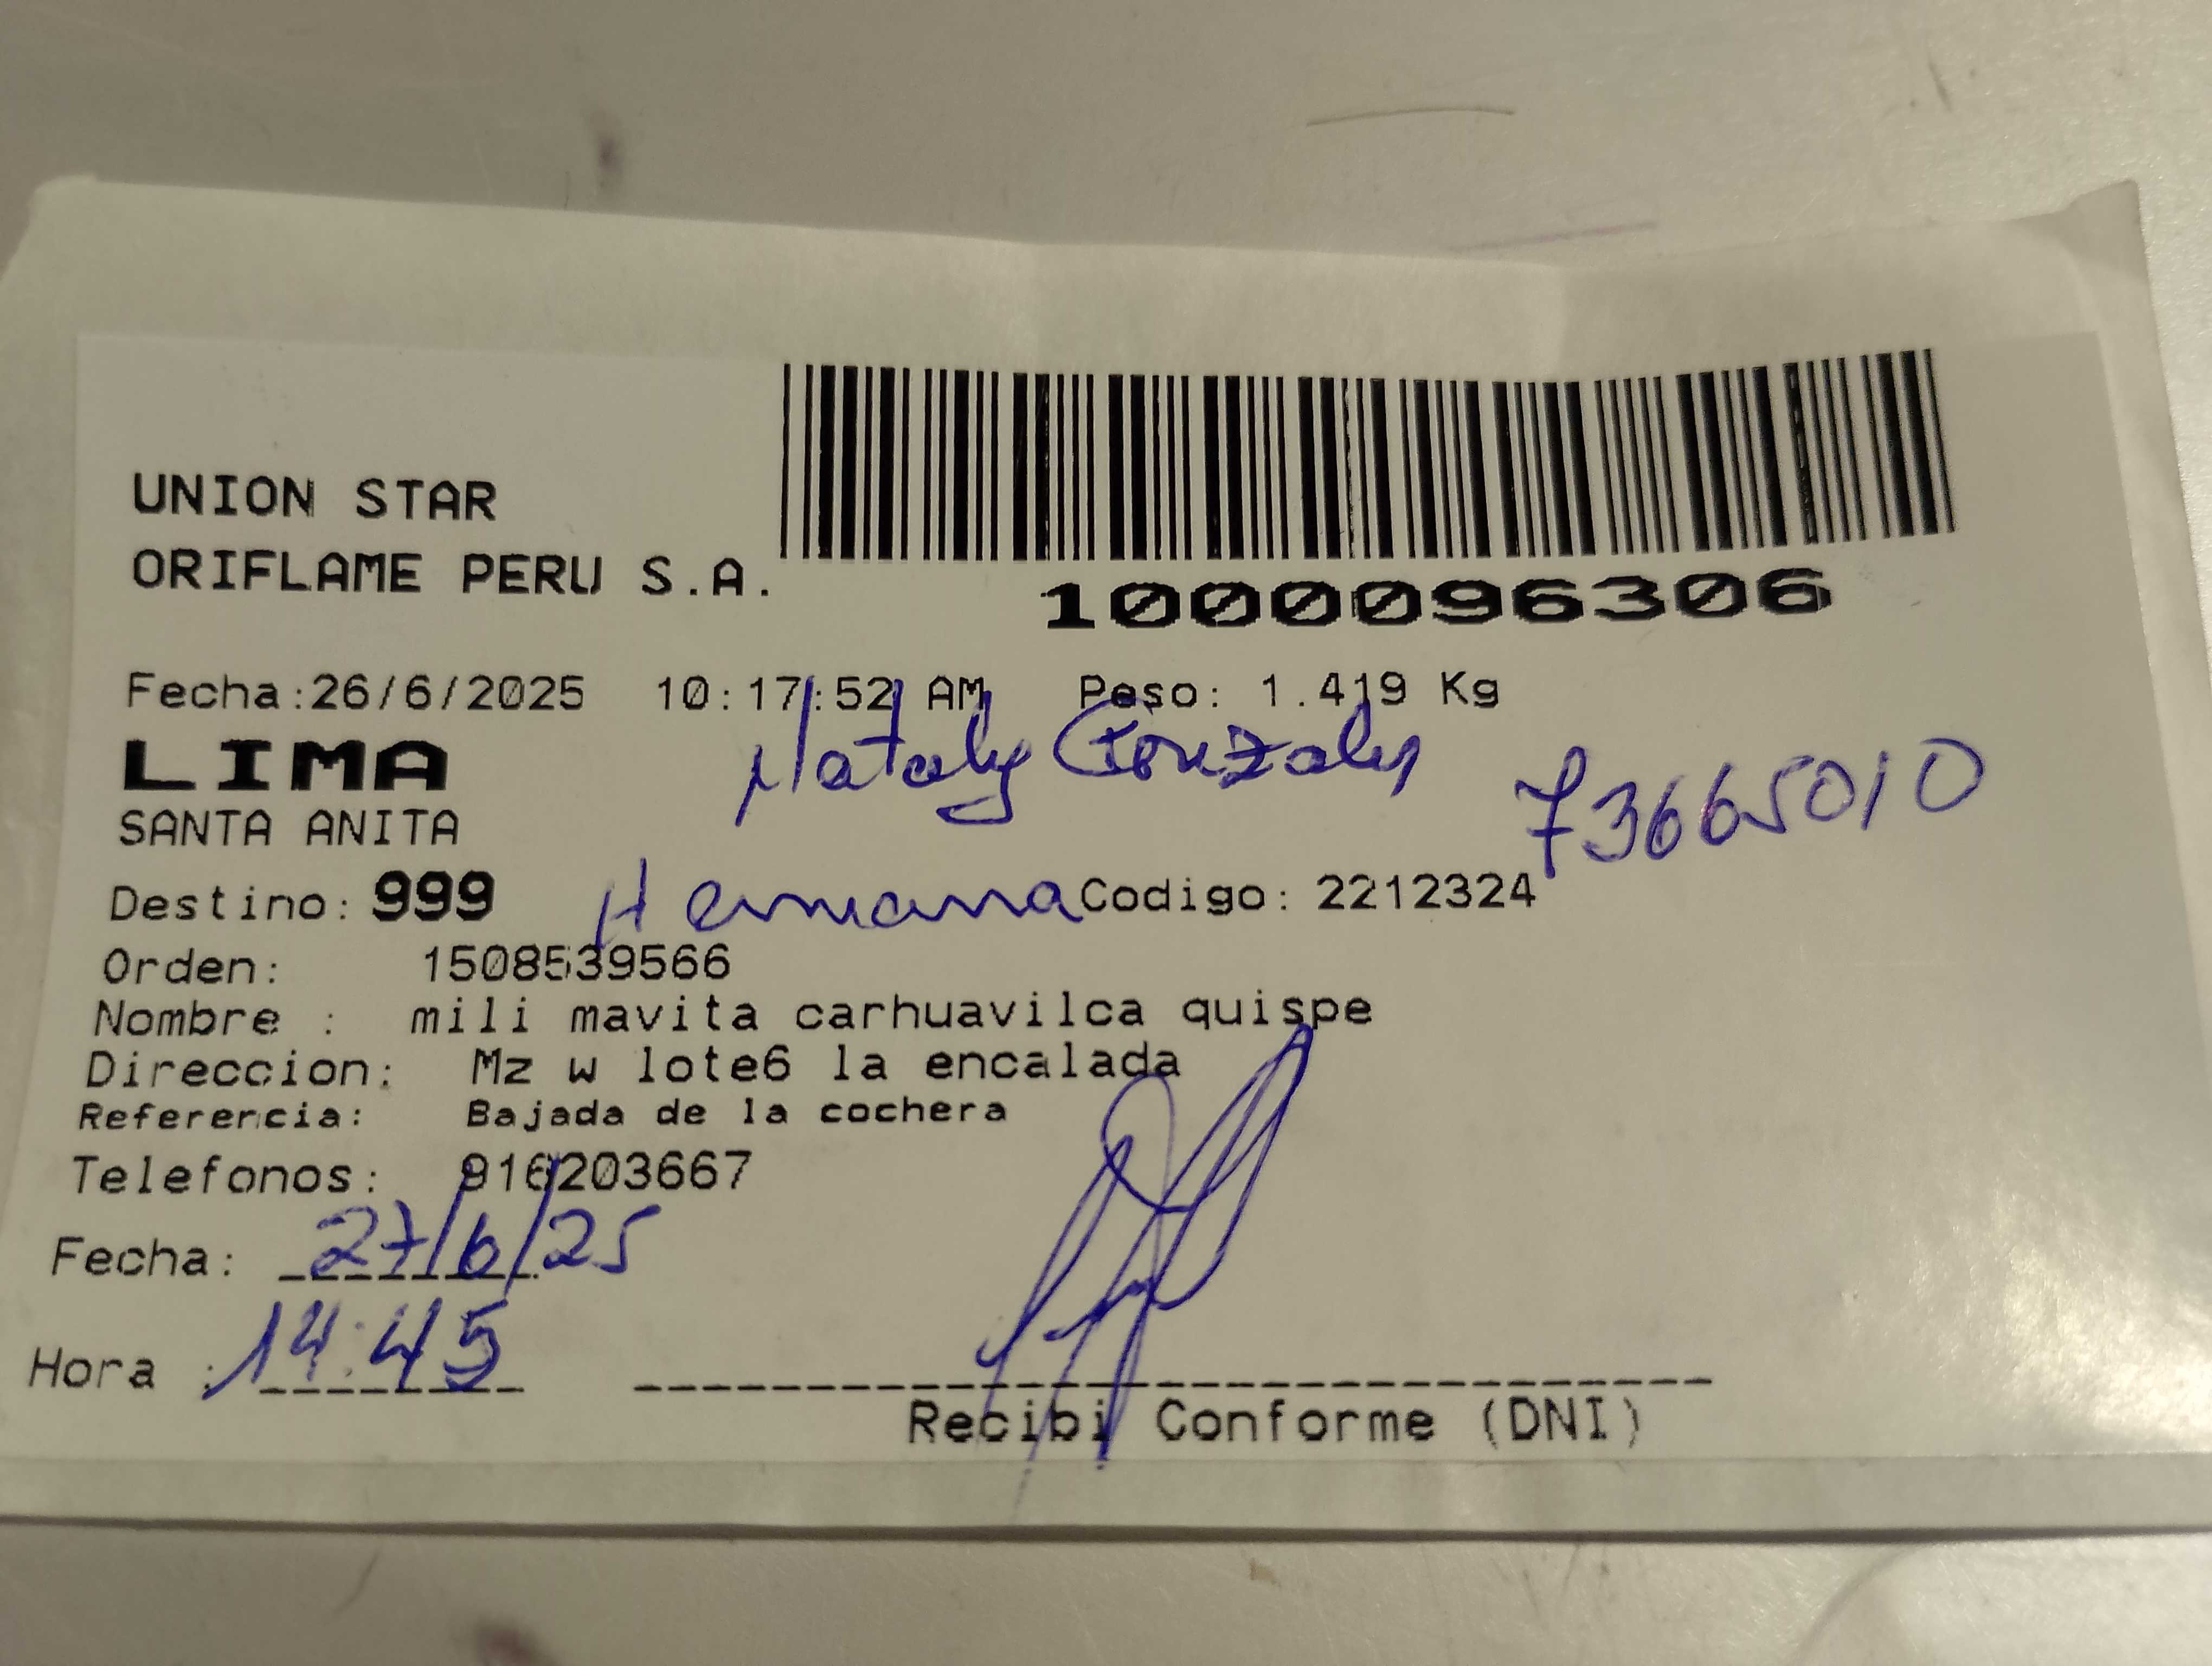 UNION STAR
ORIFLAME PERU S.A.
1000096306
Fecha:26/6/2025 10:17:52 AM Peso: 1.419 Kg
LIMA
Nataly Gonzales
73665010
SANTA ANITA
Destino: 999
Hermana
Codigo: 2212324
Orden: 1508539566
Nombre : mili mavita carhuavilca quispe
Direccion: Mz w lote6 la encalada
Referencia: Bajada de la cochera
Telefonos: 916203667
Fecha: 27/6/25
Hora : 14:45
Recibi Conforme (DNI)